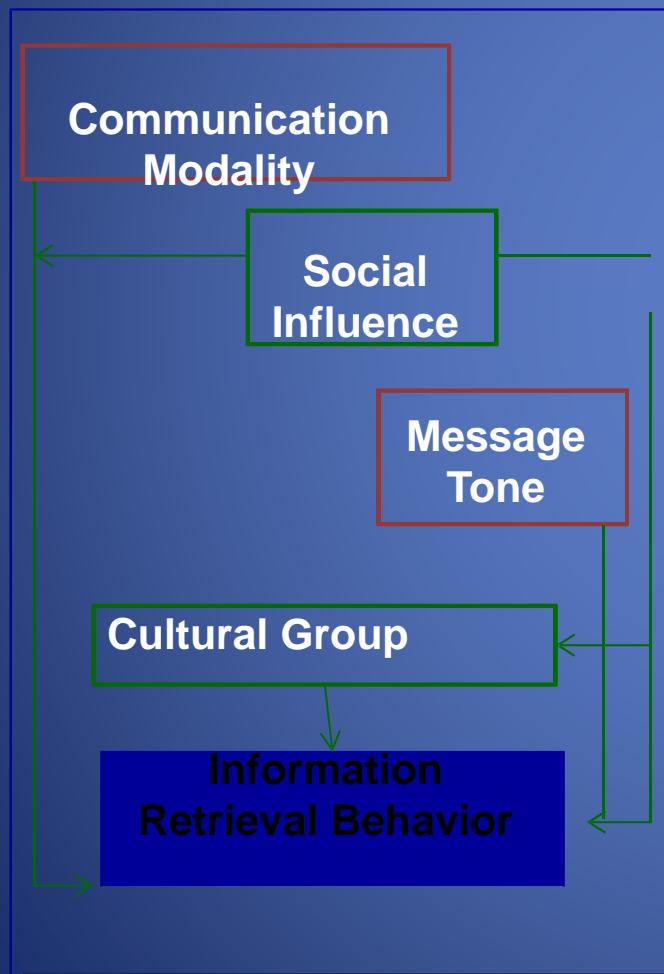 Communication
Modality
Social
Influence
Message
Tone
Cultural Group
Information
Retrieval Behavior